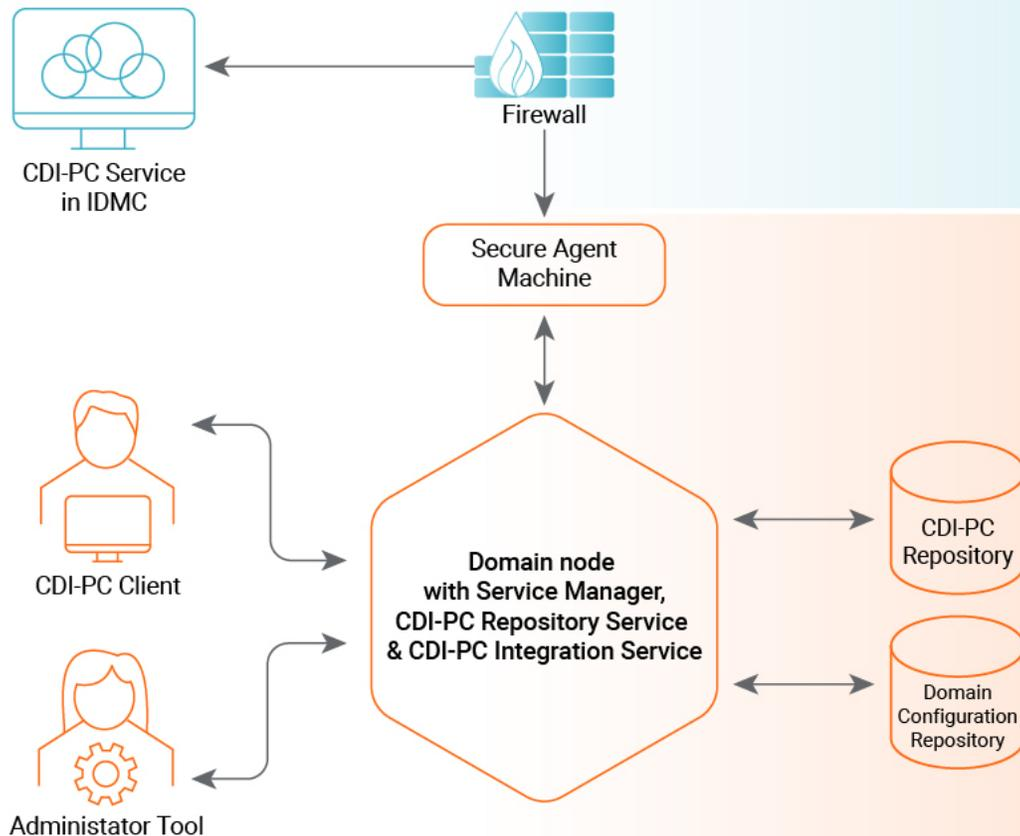 Firewall
CDI-PC Service
in IDMC
Secure Agent
Machine
CDI-PC Client
Domain node
with Service Manager,
CDI-PC Repository Service
& CDI-PC Integration Service
CDI-PC
Repository
Domain
Configuration
Repository
Administator Tool